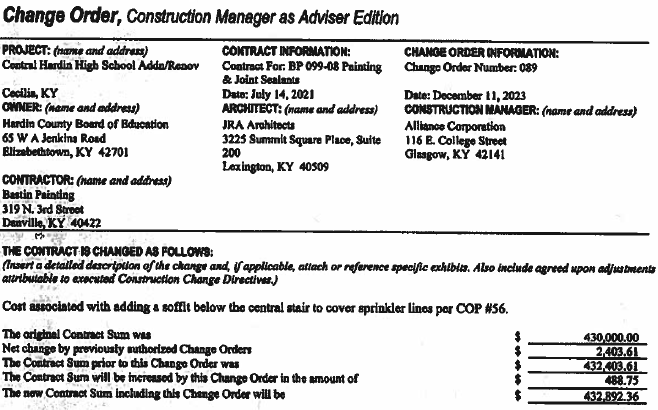 Change Order, Construction Manager as Adviser Edition
PROJECT: (name and address)
Central Hardin High School Addn/Renov
Cecilia, KY
OWNER: (name and address)
Hardin County Board of Education
65 W A Jenkins Road
Elizabethtown, KY 42701
CONTRACTOR: (name and address)
Bastin Painting
319 N. 3rd Street
Danville, KY 40422
CONTRACT INFORMATION:
Contract For: BP 099-08 Painting
& Joint Sealants
Date: July 14, 2021
ARCHITECT: (name and address)
JRA Architects
3225 Summit Square Place, Suite
200
Lexington, KY 40509
CHANGE ORDER INFORMATION:
Change Order Number: 089
Date: December 11, 2023
CONSTRUCTION MANAGER: (name and address)
Alliance Corporation
116 E. College Street
Glasgow, KY 42141
THE CONTRACT IS CHANGED AS FOLLOWS:
(Insert a detailed description of the change and, if applicable, attach or reference specific exhibits. Also include agreed upon adjustments
attributable to executed Construction Change Directives.)
Cost associated with adding a soffit below the central stair to cover sprinkler lines per COP #56.
The original Contract Sum was $ 430,000.00
Net change by previously authorized Change Orders $ 2,403.61
The Contract Sum prior to this Change Order was $ 432,403.61
The Contract Sum will be increased by this Change Order in the amount of $ 488.75
The new Contract Sum including this Change Order will be $ 432,892.36